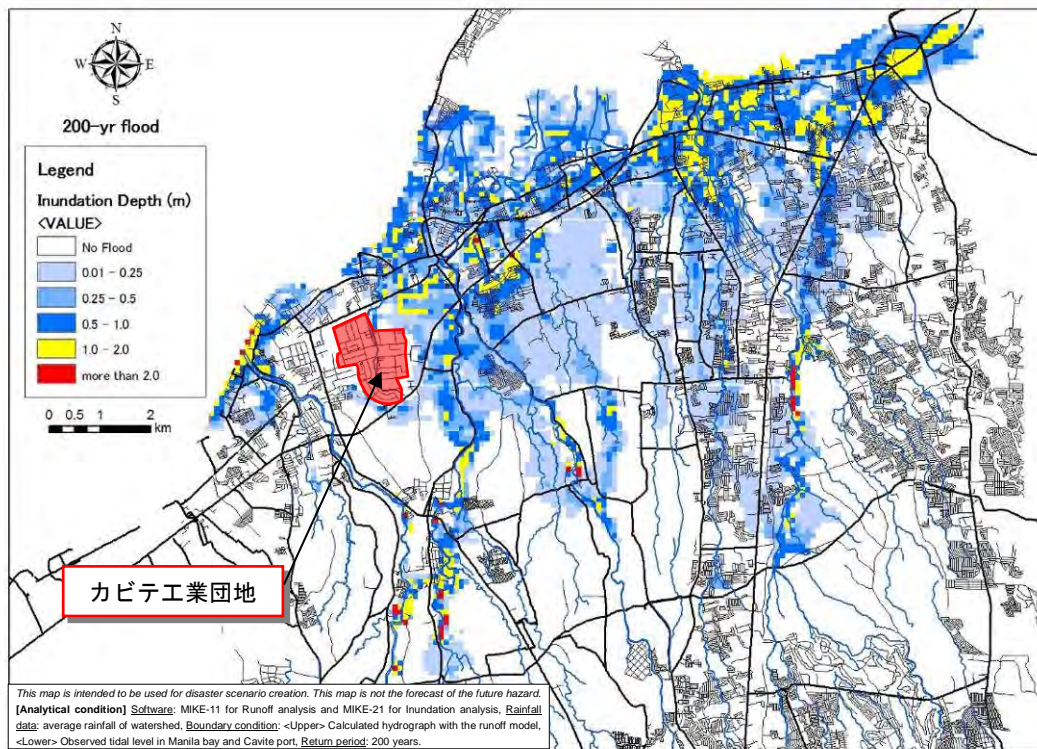 N
W E
S
200-yr flood
Legend
Inundation Depth (m)
<VALUE>
No Flood
0.01 - 0.25
0.25 - 0.5
0.5 - 1.0
1.0 - 2.0
more than 2.0
0 0.5 1 2
km
カビテ工業団地
This map is intended to be used for disaster scenario creation. This map is not the forecast of the future hazard.
[Analytical condition] Software: MIKE-11 for Runoff analysis and MIKE-21 for Inundation analysis, Rainfall
data: average rainfall of watershed, Boundary condition: <Upper> Calculated hydrograph with the runoff model,
<Lower> Observed tidal level in Manila bay and Cavite port, Return period: 200 years.